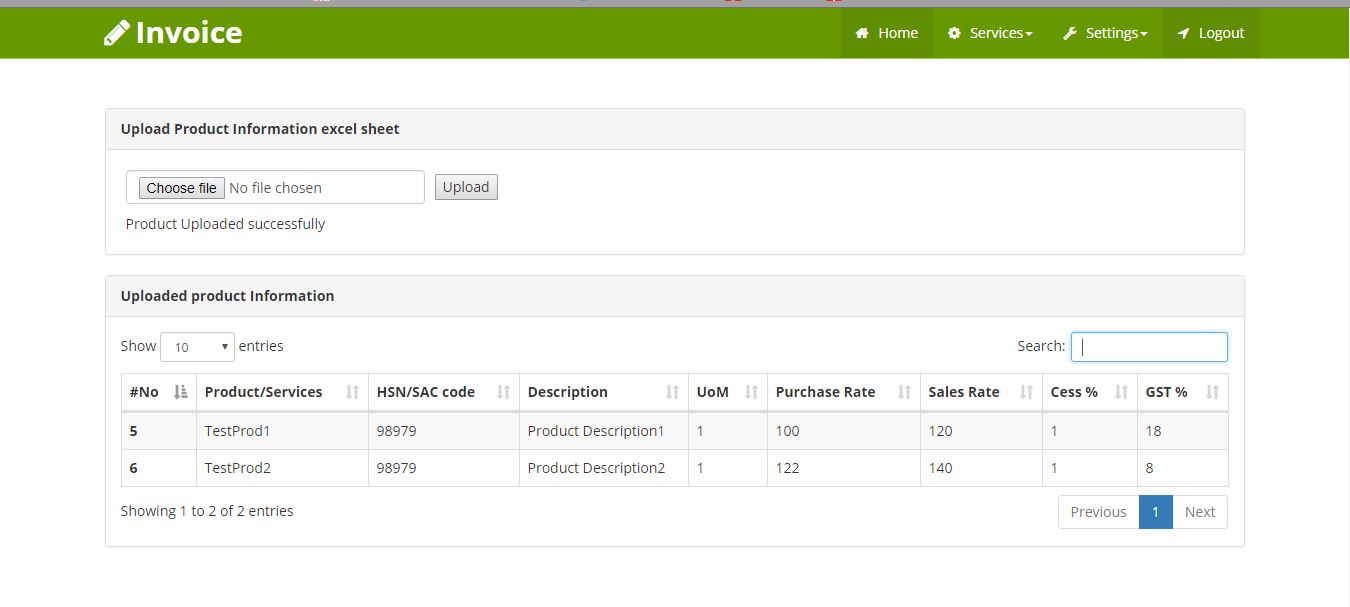 Invoice
Home Services Settings Logout
Upload Product Information excel sheet
Choose file No file chosen Upload
Product Uploaded successfully
Uploaded product Information
Show 10 entries Search:
#No Product/Services HSN/SAC code Description UoM Purchase Rate Sales Rate Cess % GST %
5 TestProd1 98979 Product Description1 1 100 120 1 18
6 TestProd2 98979 Product Description2 1 122 140 1 8
Showing 1 to 2 of 2 entries Previous 1 Next